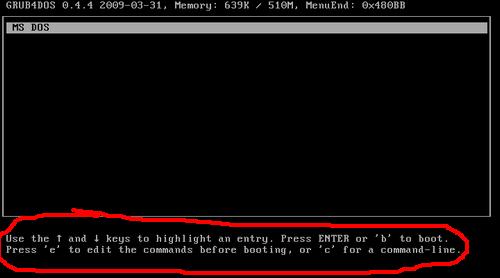 GRUB4DOS 0.4.4 2009-03-31, Memory: 639K / 510M, MenuEnd: 0x480BB
MS DOS
Use the ↑ and ↓ keys to highlight an entry. Press ENTER or 'b' to boot.
Press 'e' to edit the commands before booting, or 'c' for a command-line.